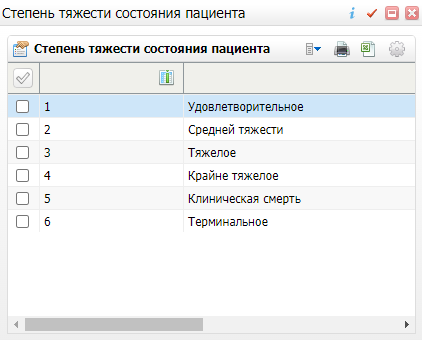 Степень тяжести состояния пациента
Степень тяжести состояния пациента
1 Удовлетворительное
2 Средней тяжести
3 Тяжелое
4 Крайне тяжелое
5 Клиническая смерть
6 Терминальное